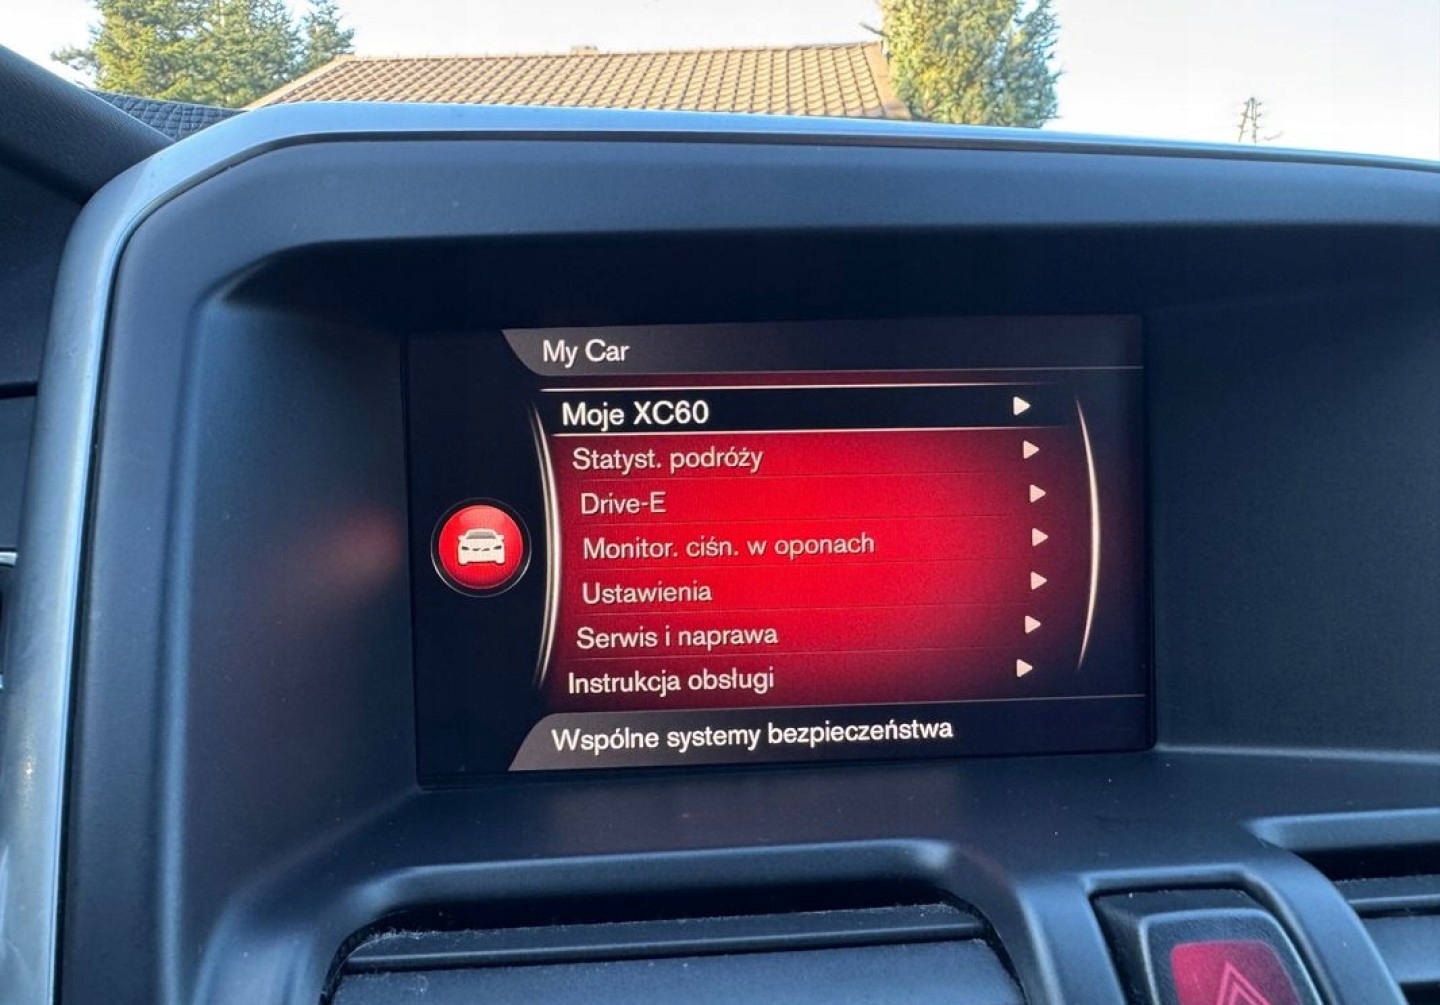 My Car
Moje XC60
Statyst. podróży
Drive-E
Monitor. ciśn. w oponach
Ustawienia
Serwis i naprawa
Instrukcja obsługi
Wspólne systemy bezpieczeństwa